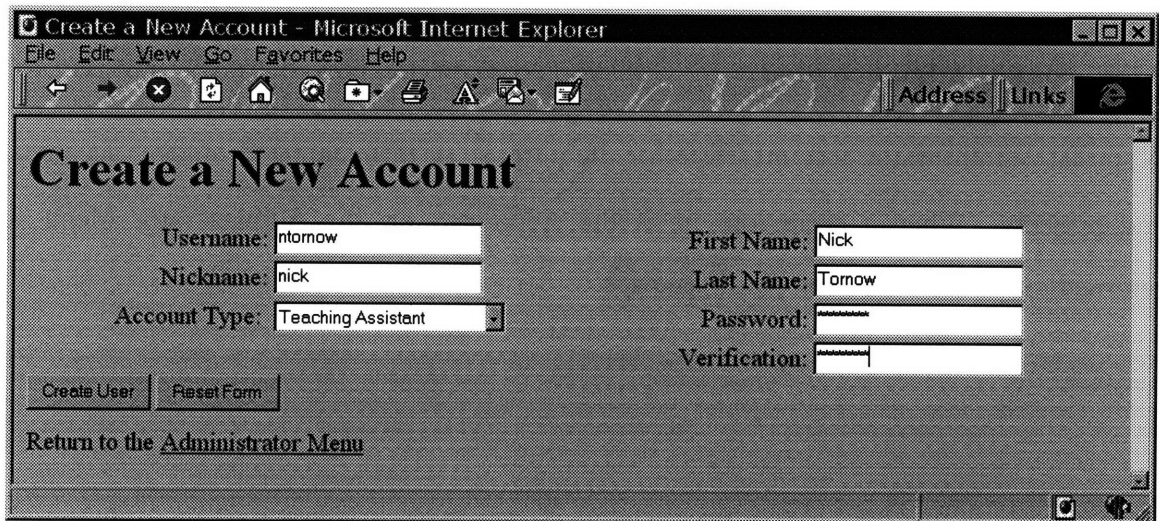 Create a New Account - Microsoft Internet Explorer
File Edit View Go Favorites Help
Address Links
Create a New Account
Username: ntornow
Nickname: nick
Account Type: Teaching Assistant
First Name: Nick
Last Name: Tornow
Password: ********
Verification: ********
Create User Reset Form
Return to the Administrator Menu